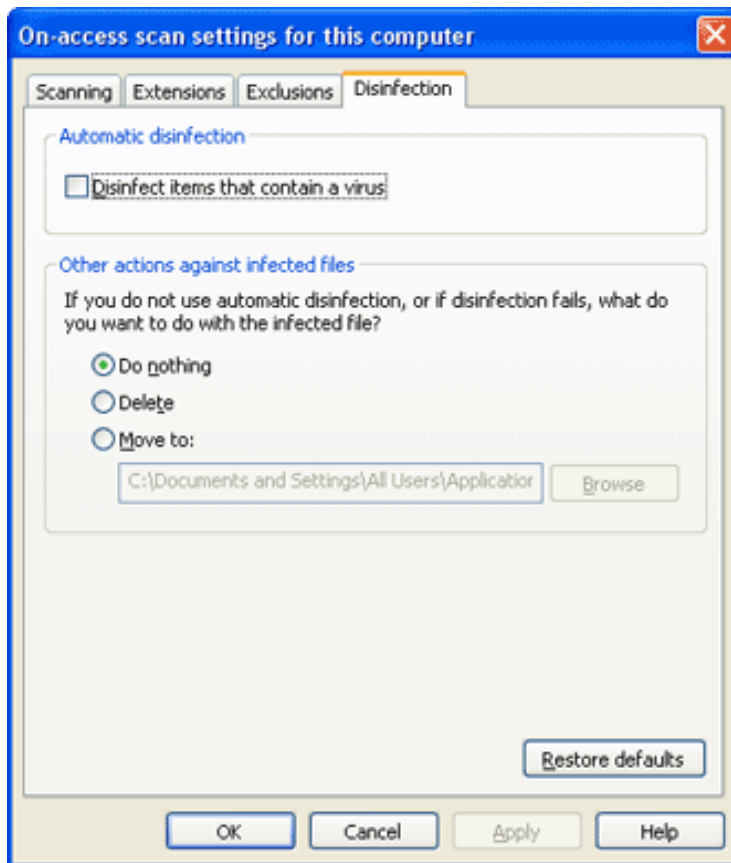 On-access scan settings for this computer
Scanning Extensions Exclusions Disinfection
Automatic disinfection
Disinfect items that contain a virus
Other actions against infected files
If you do not use automatic disinfection, or if disinfection fails, what do
you want to do with the infected file?
Do nothing
Delete
Move to:
C:\Documents and Settings\All Users\Application Browse
Restore defaults
OK Cancel Apply Help